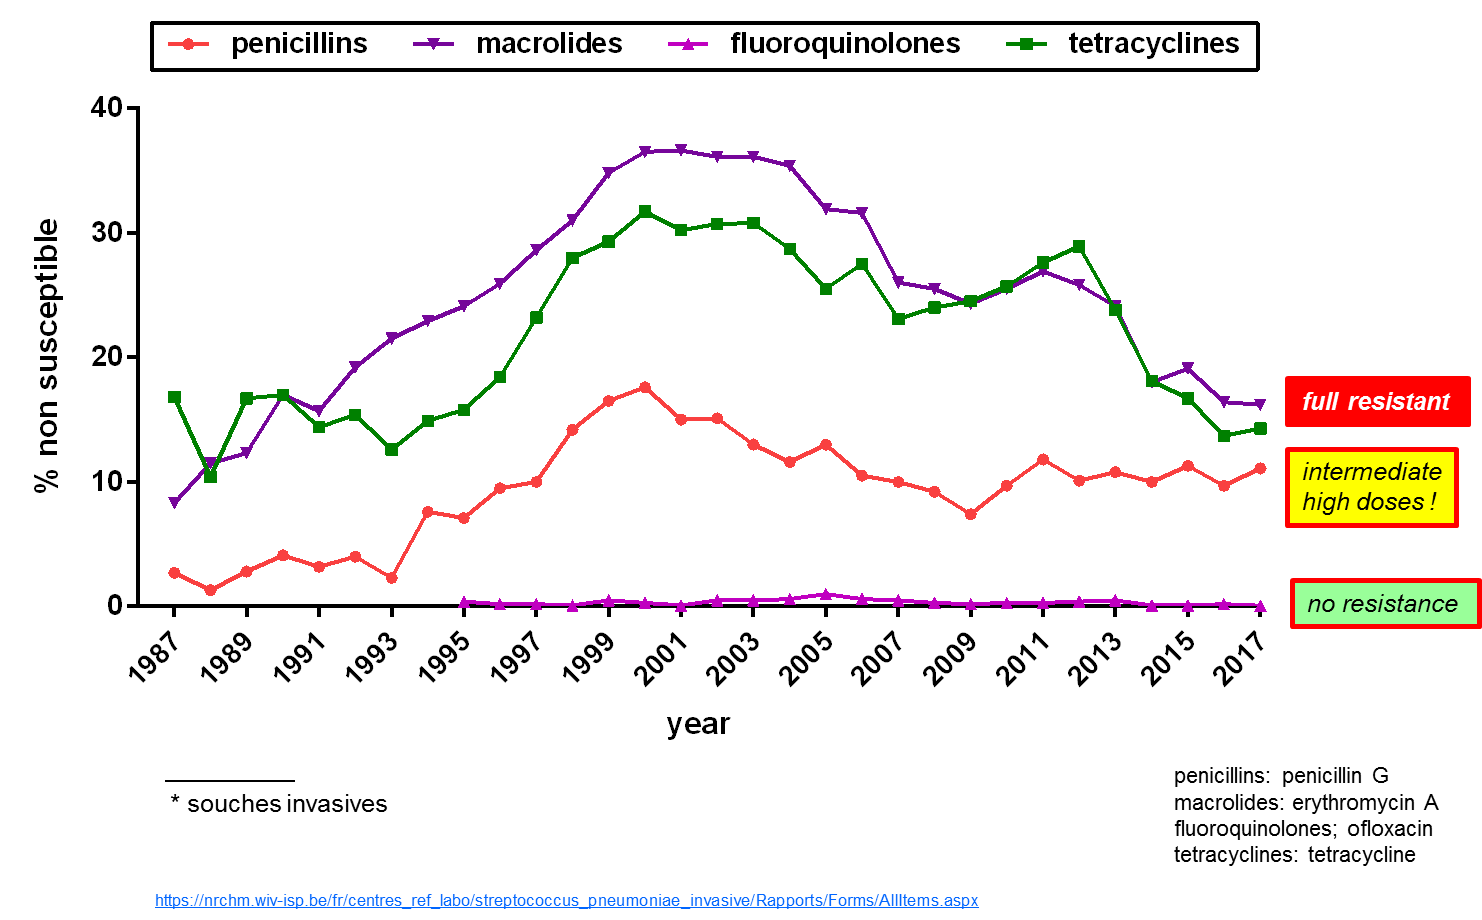 penicillins macrolides fluoroquinolones tetracyclines
40
30
20
10
0
% non susceptible
1987 1989 1991 1993 1995 1997 1999 2001 2003 2005 2007 2009 2011 2013 2015 2017
year
full resistant
intermediate
high doses !
no resistance
* souches invasives
penicillins: penicillin G
macrolides: erythromycin A
fluoroquinolones; ofloxacin
tetracyclines: tetracycline
https://nrchm.wiv-isp.be/fr/centres_ref_labo/streptococcus_pneumoniae_invasive/Rapports/Forms/AllItems.aspx